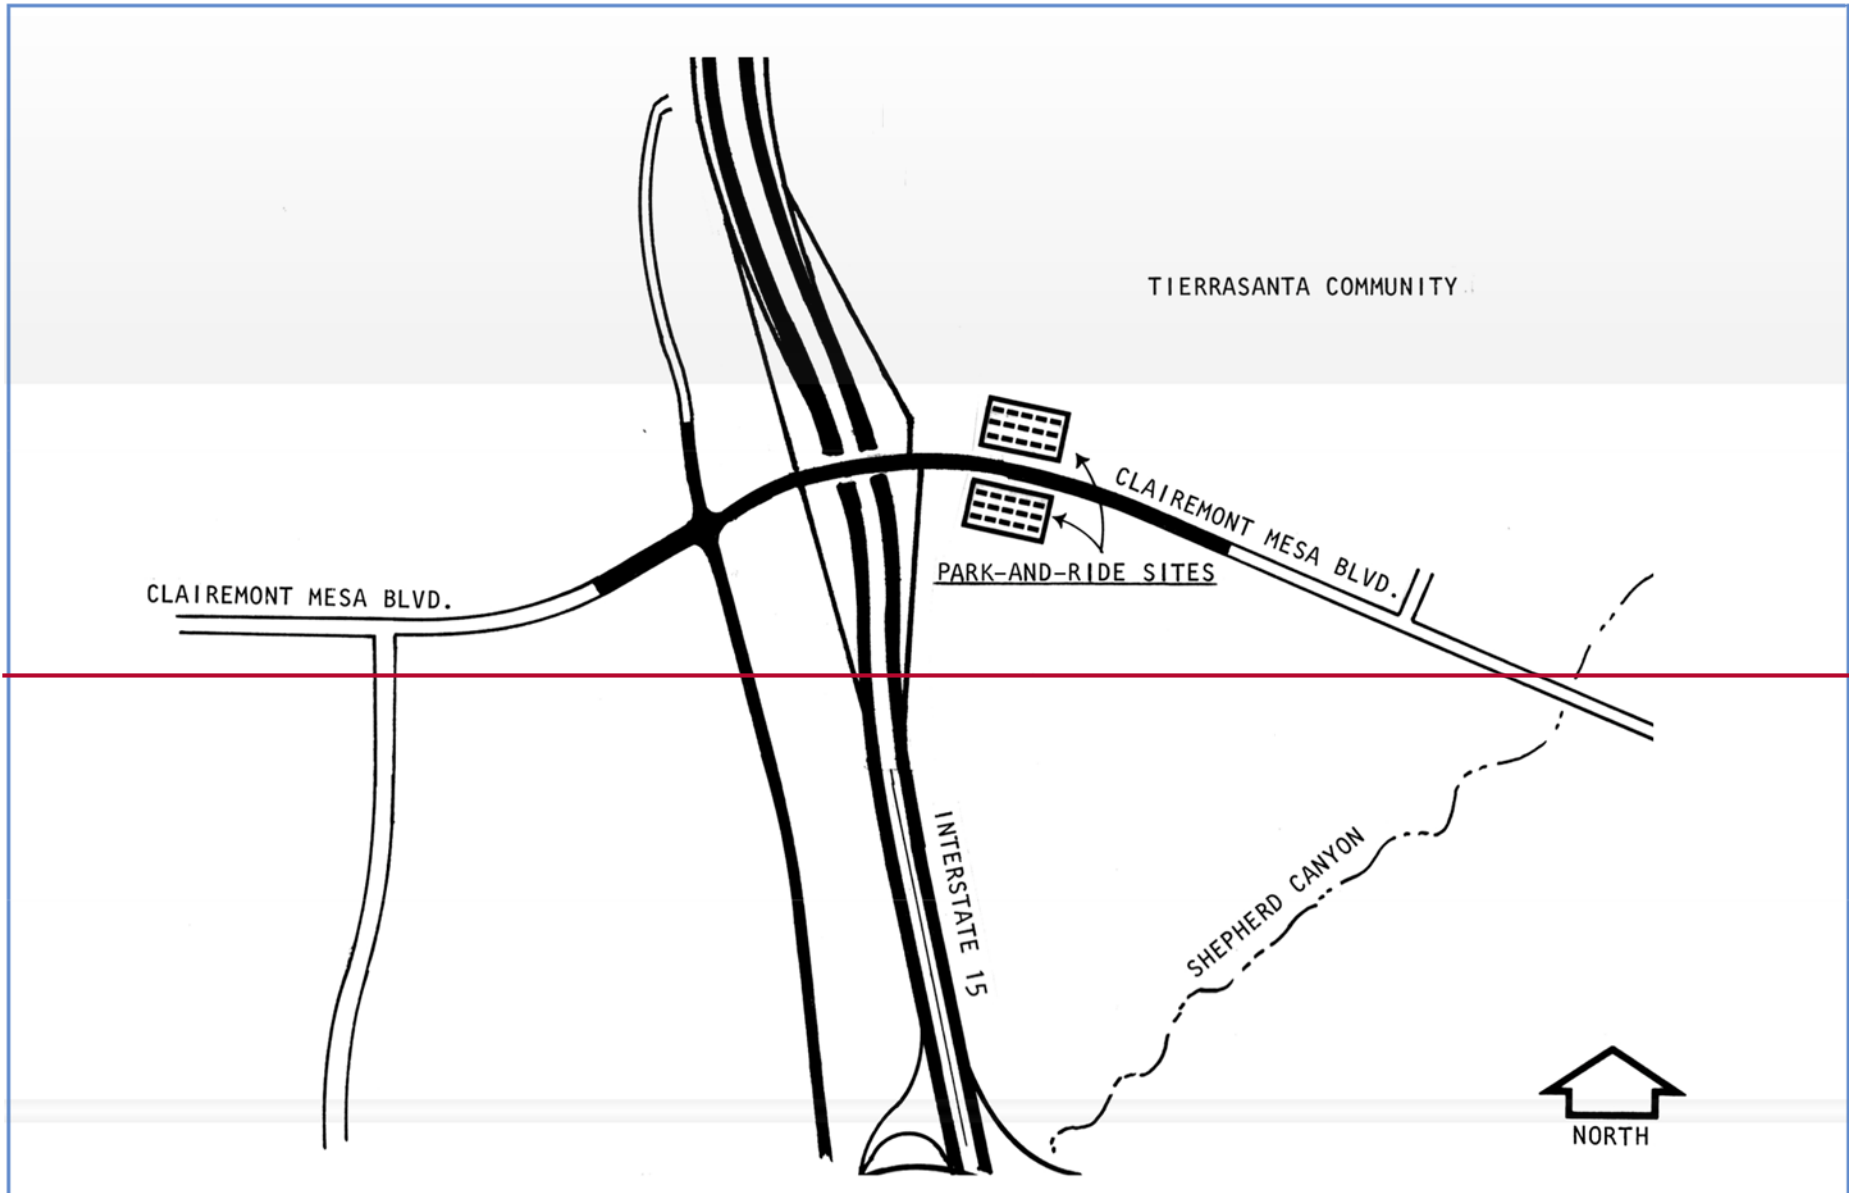 TIERRASANTA COMMUNITY
CLAIREMONT MESA BLVD.
PARK-AND-RIDE SITES
CLAIREMONT MESA BLVD.
INTERSTATE 15
SHEPHERD CANYON
NORTH